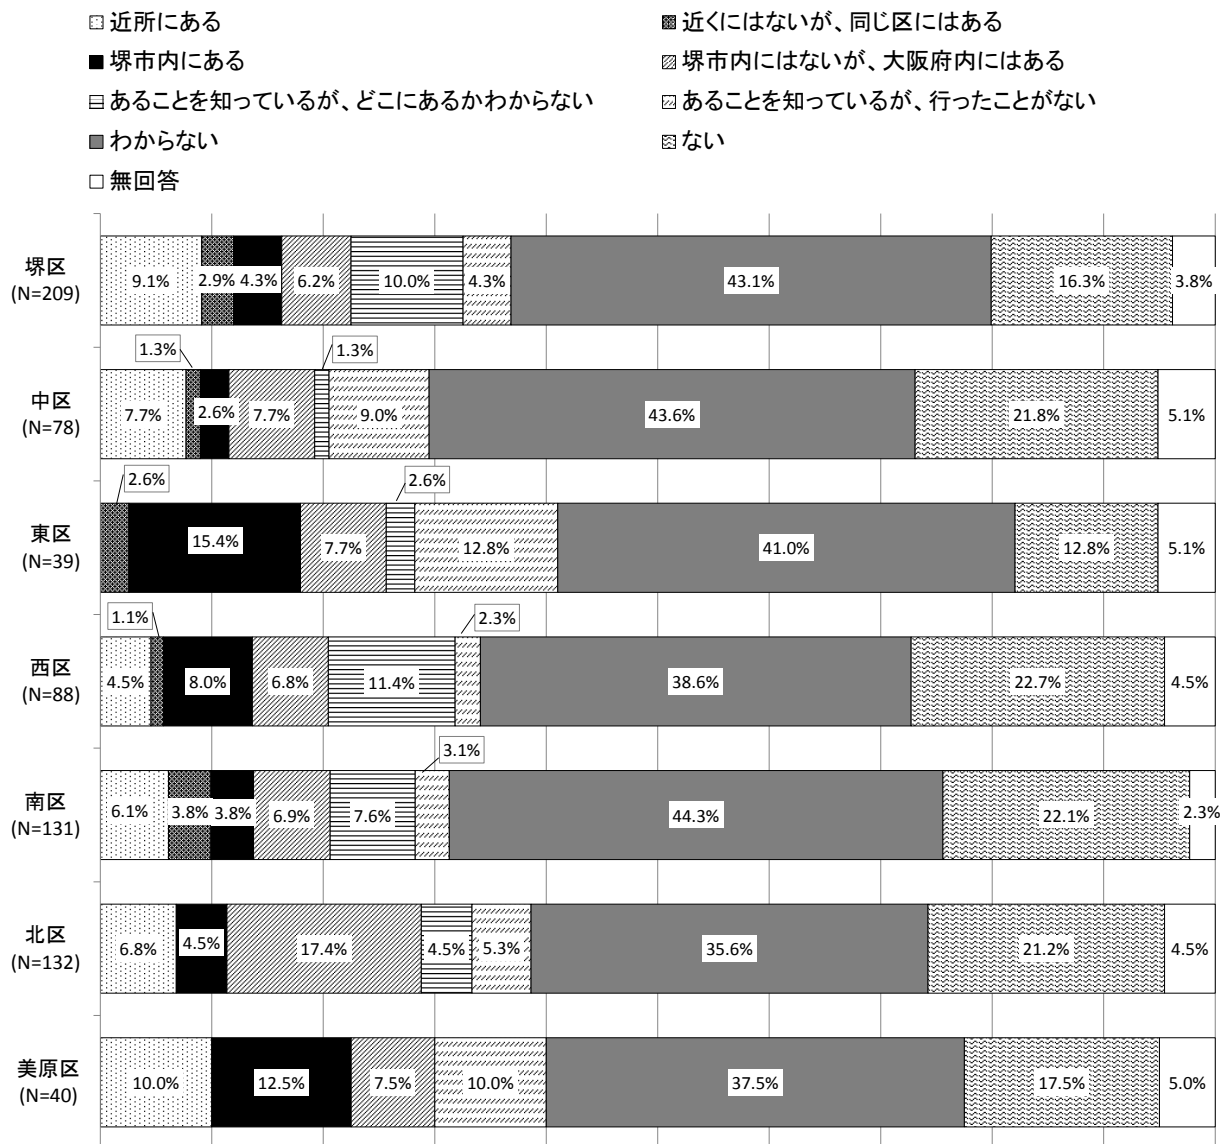 近所にある
近くにはないが、同じ区にはある
堺市内にある
堺市内にはないが、大阪府内にはある
あることを知っているが、どこにあるかわからない
あることを知っているが、行ったことがない
わからない
ない
無回答
堺区
(N=209)
9.1% 2.9% 4.3% 6.2% 10.0% 4.3% 43.1% 16.3% 3.8%
1.3% 1.3%
中区
(N=78)
7.7% 2.6% 7.7% 9.0% 43.6% 21.8% 5.1%
2.6% 2.6%
東区
(N=39)
15.4% 7.7% 12.8% 41.0% 12.8% 5.1%
1.1% 2.3%
西区
(N=88)
4.5% 8.0% 6.8% 11.4% 38.6% 22.7% 4.5%
3.1%
南区
(N=131)
6.1% 3.8% 3.8% 6.9% 7.6% 44.3% 22.1% 2.3%
北区
(N=132)
6.8% 4.5% 17.4% 4.5% 5.3% 35.6% 21.2% 4.5%
美原区
(N=40)
10.0% 12.5% 7.5% 10.0% 37.5% 17.5% 5.0%